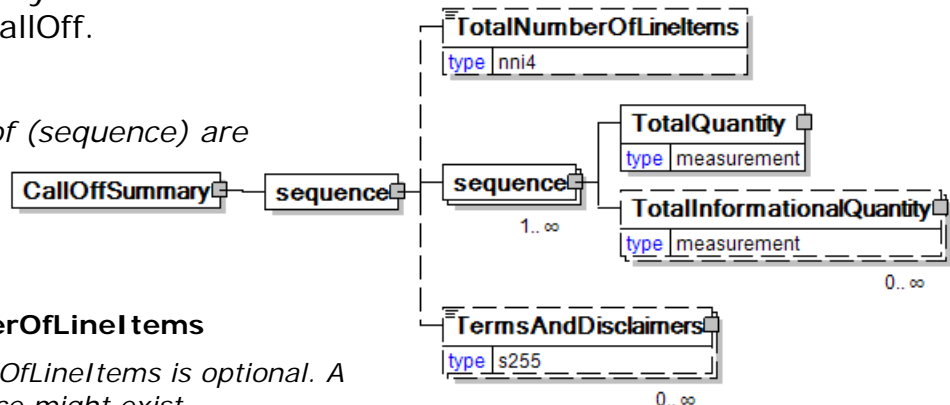 allOff.
of (sequence) are
erOfLineItems
OfLineItems is optional. A
CallOffSummary
sequence
TotalNumberOfLineItems
type nni4
sequence
1.. ∞
TotalQuantity
type measurement
TotalInformationalQuantity
type measurement
0.. ∞
TermsAndDisclaimers
type s255
0.. ∞